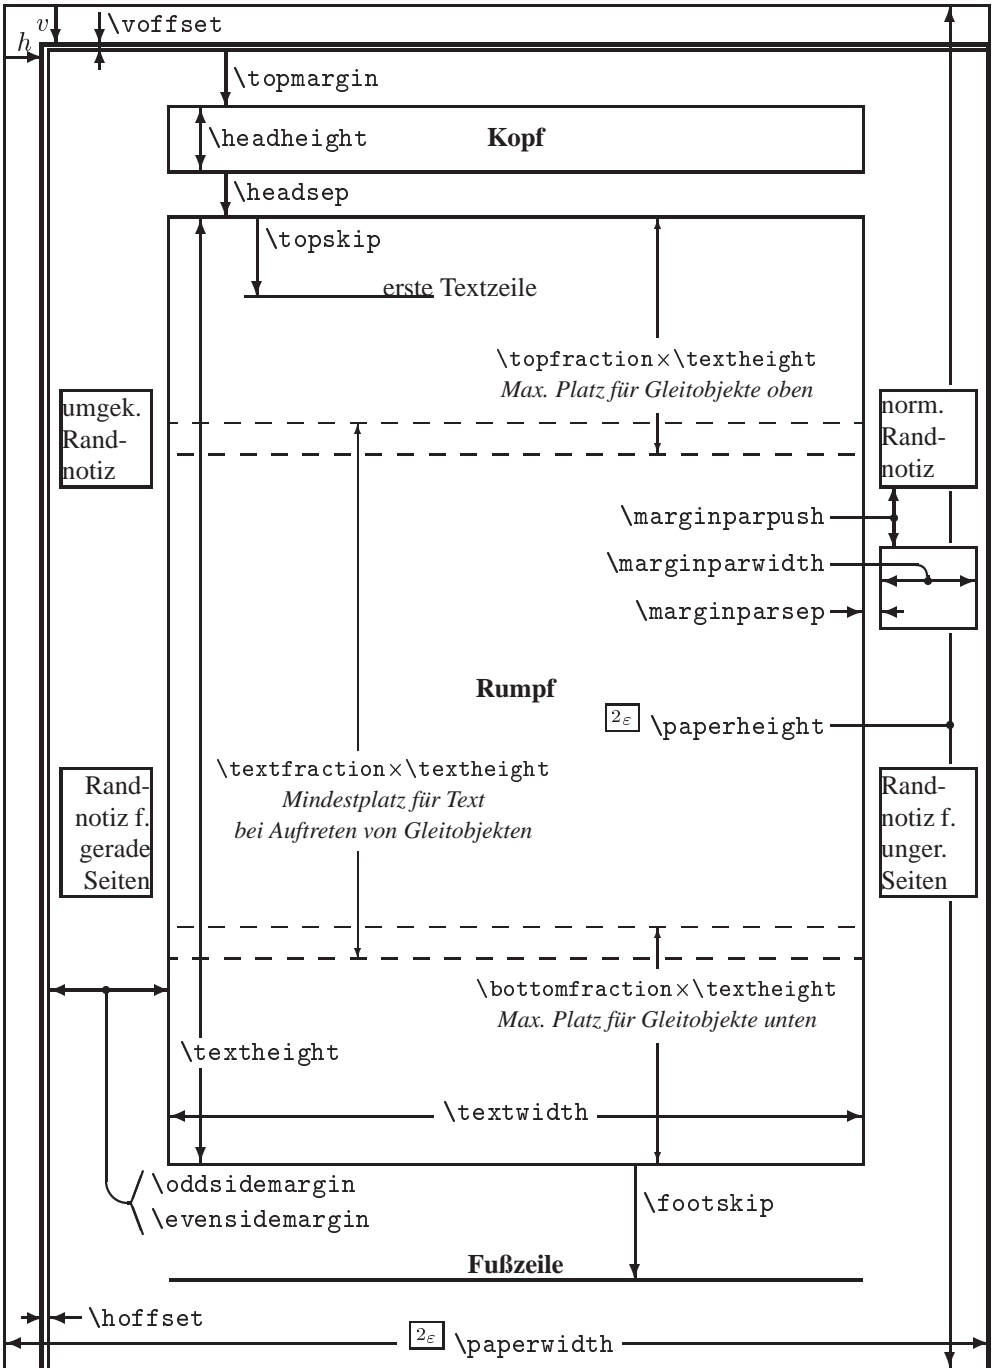 v \voffset
h
\topmargin
\headheight Kopf
\headsep
\topskip
erste Textzeile
\topfraction×\textheight
Max. Platz für Gleitobjekte oben
umgek.
Rand-
notiz
norm.
Rand-
notiz
\marginparpush
\marginparwidth
\marginparsep
Rumpf
2ε \paperheight
\textfraction×\textheight
Mindestplatz für Text
bei Auftreten von Gleitobjekten
Rand-
notiz f.
gerade
Seiten
Rand-
notiz f.
unger.
Seiten
\bottomfraction×\textheight
Max. Platz für Gleitobjekte unten
\textheight
\textwidth
\oddsidemargin
\evensidemargin
\footskip
Fußzeile
\hoffset
2ε \paperwidth